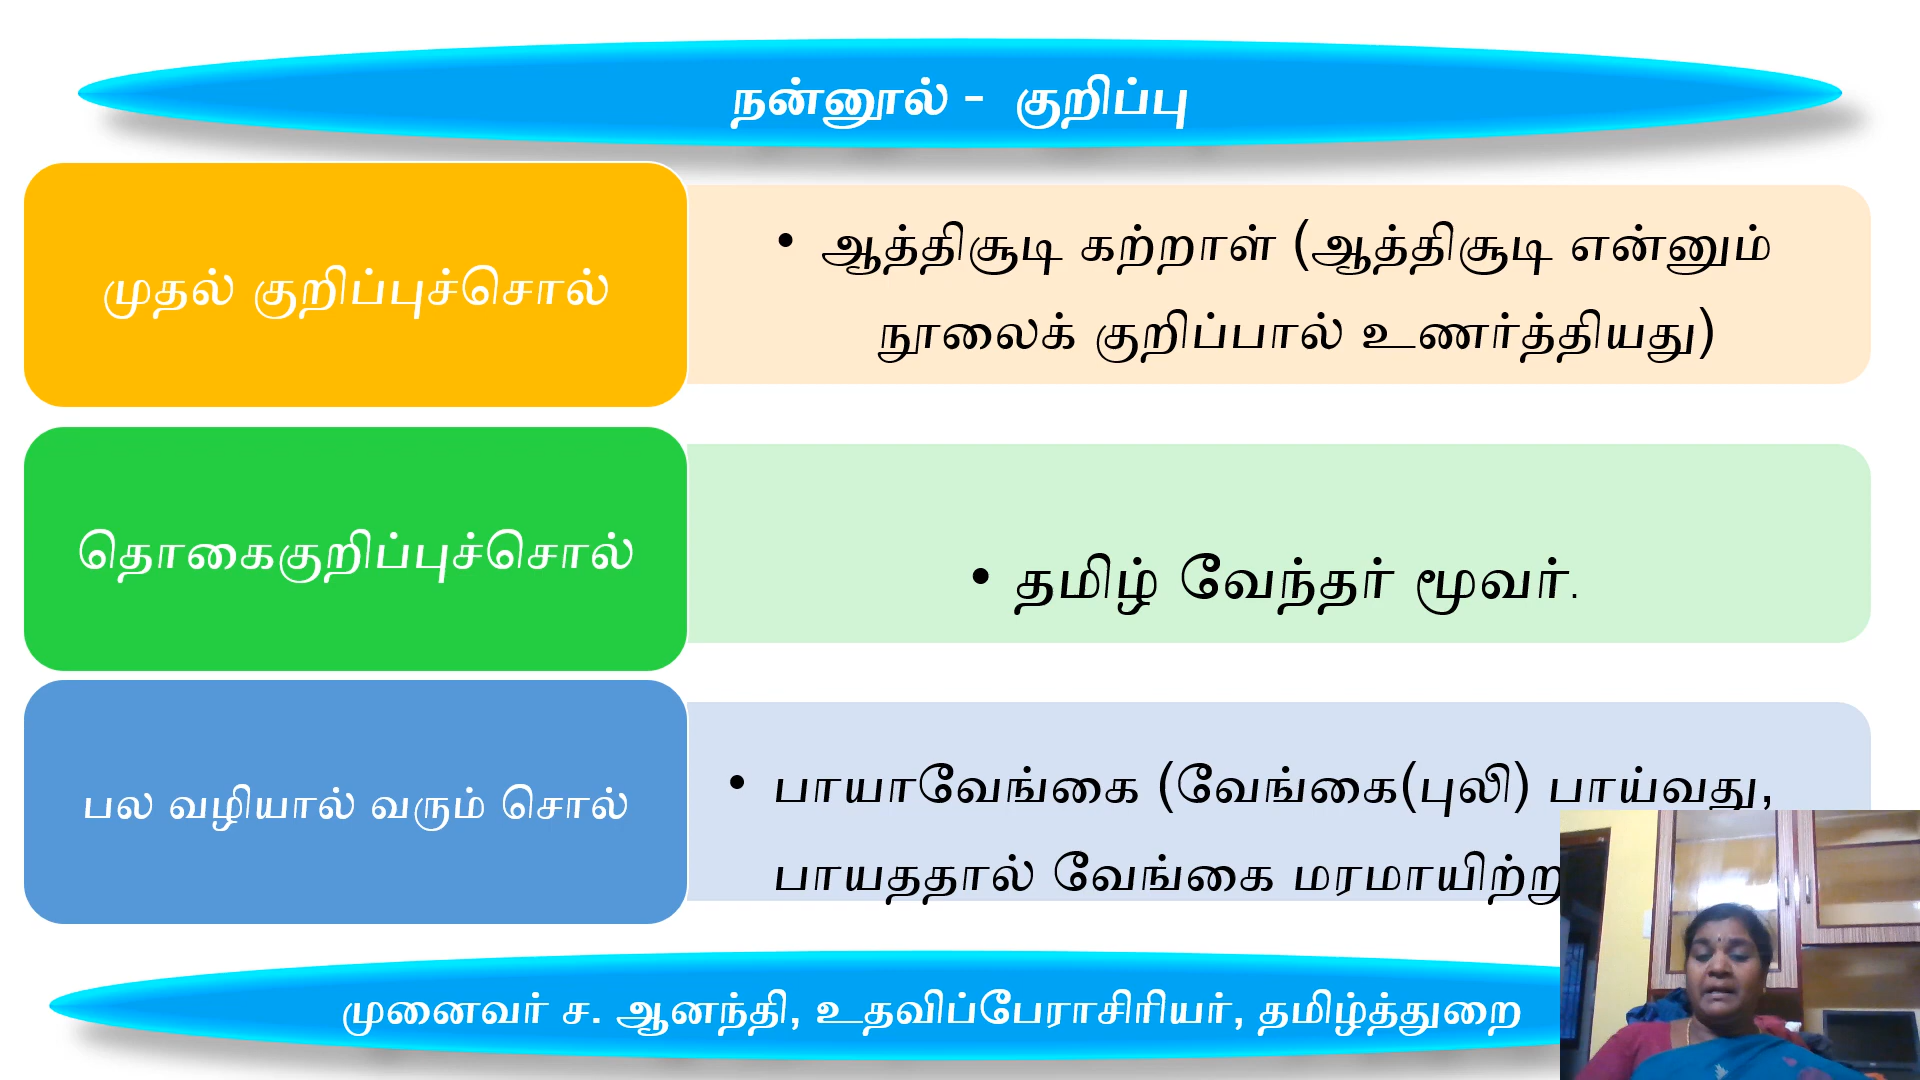 நன்னூல் - குறிப்பு
முதல் குறிப்புச்சொல்
• ஆத்திசூடி கற்றாள் (ஆத்திசூடி என்னும்
நூலைக் குறிப்பால் உணர்த்தியது)
தொகைகுறிப்புச்சொல்
• தமிழ் வேந்தர் மூவர்.
பல வழியால் வரும் சொல்
• பாயாவேங்கை (வேங்கை(புலி) பாய்வது,
பாயததால் வேங்கை மரமாயிற்று
முனைவர் ச. ஆனந்தி, உதவிப்பேராசிரியர், தமிழ்த்துறை